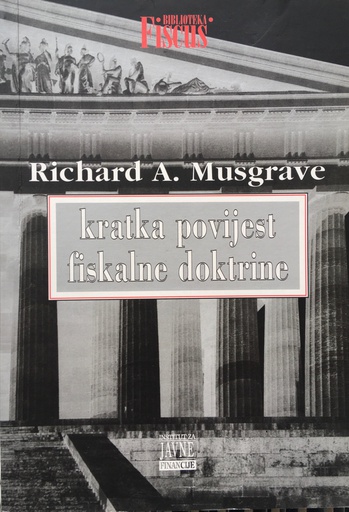 BIBLIOTEKA
Fiscus
Richard A. Musgrave
kratka povijest
fiskalne doktrine
INSTITUT ZA
JAVNE
FINANCIJE